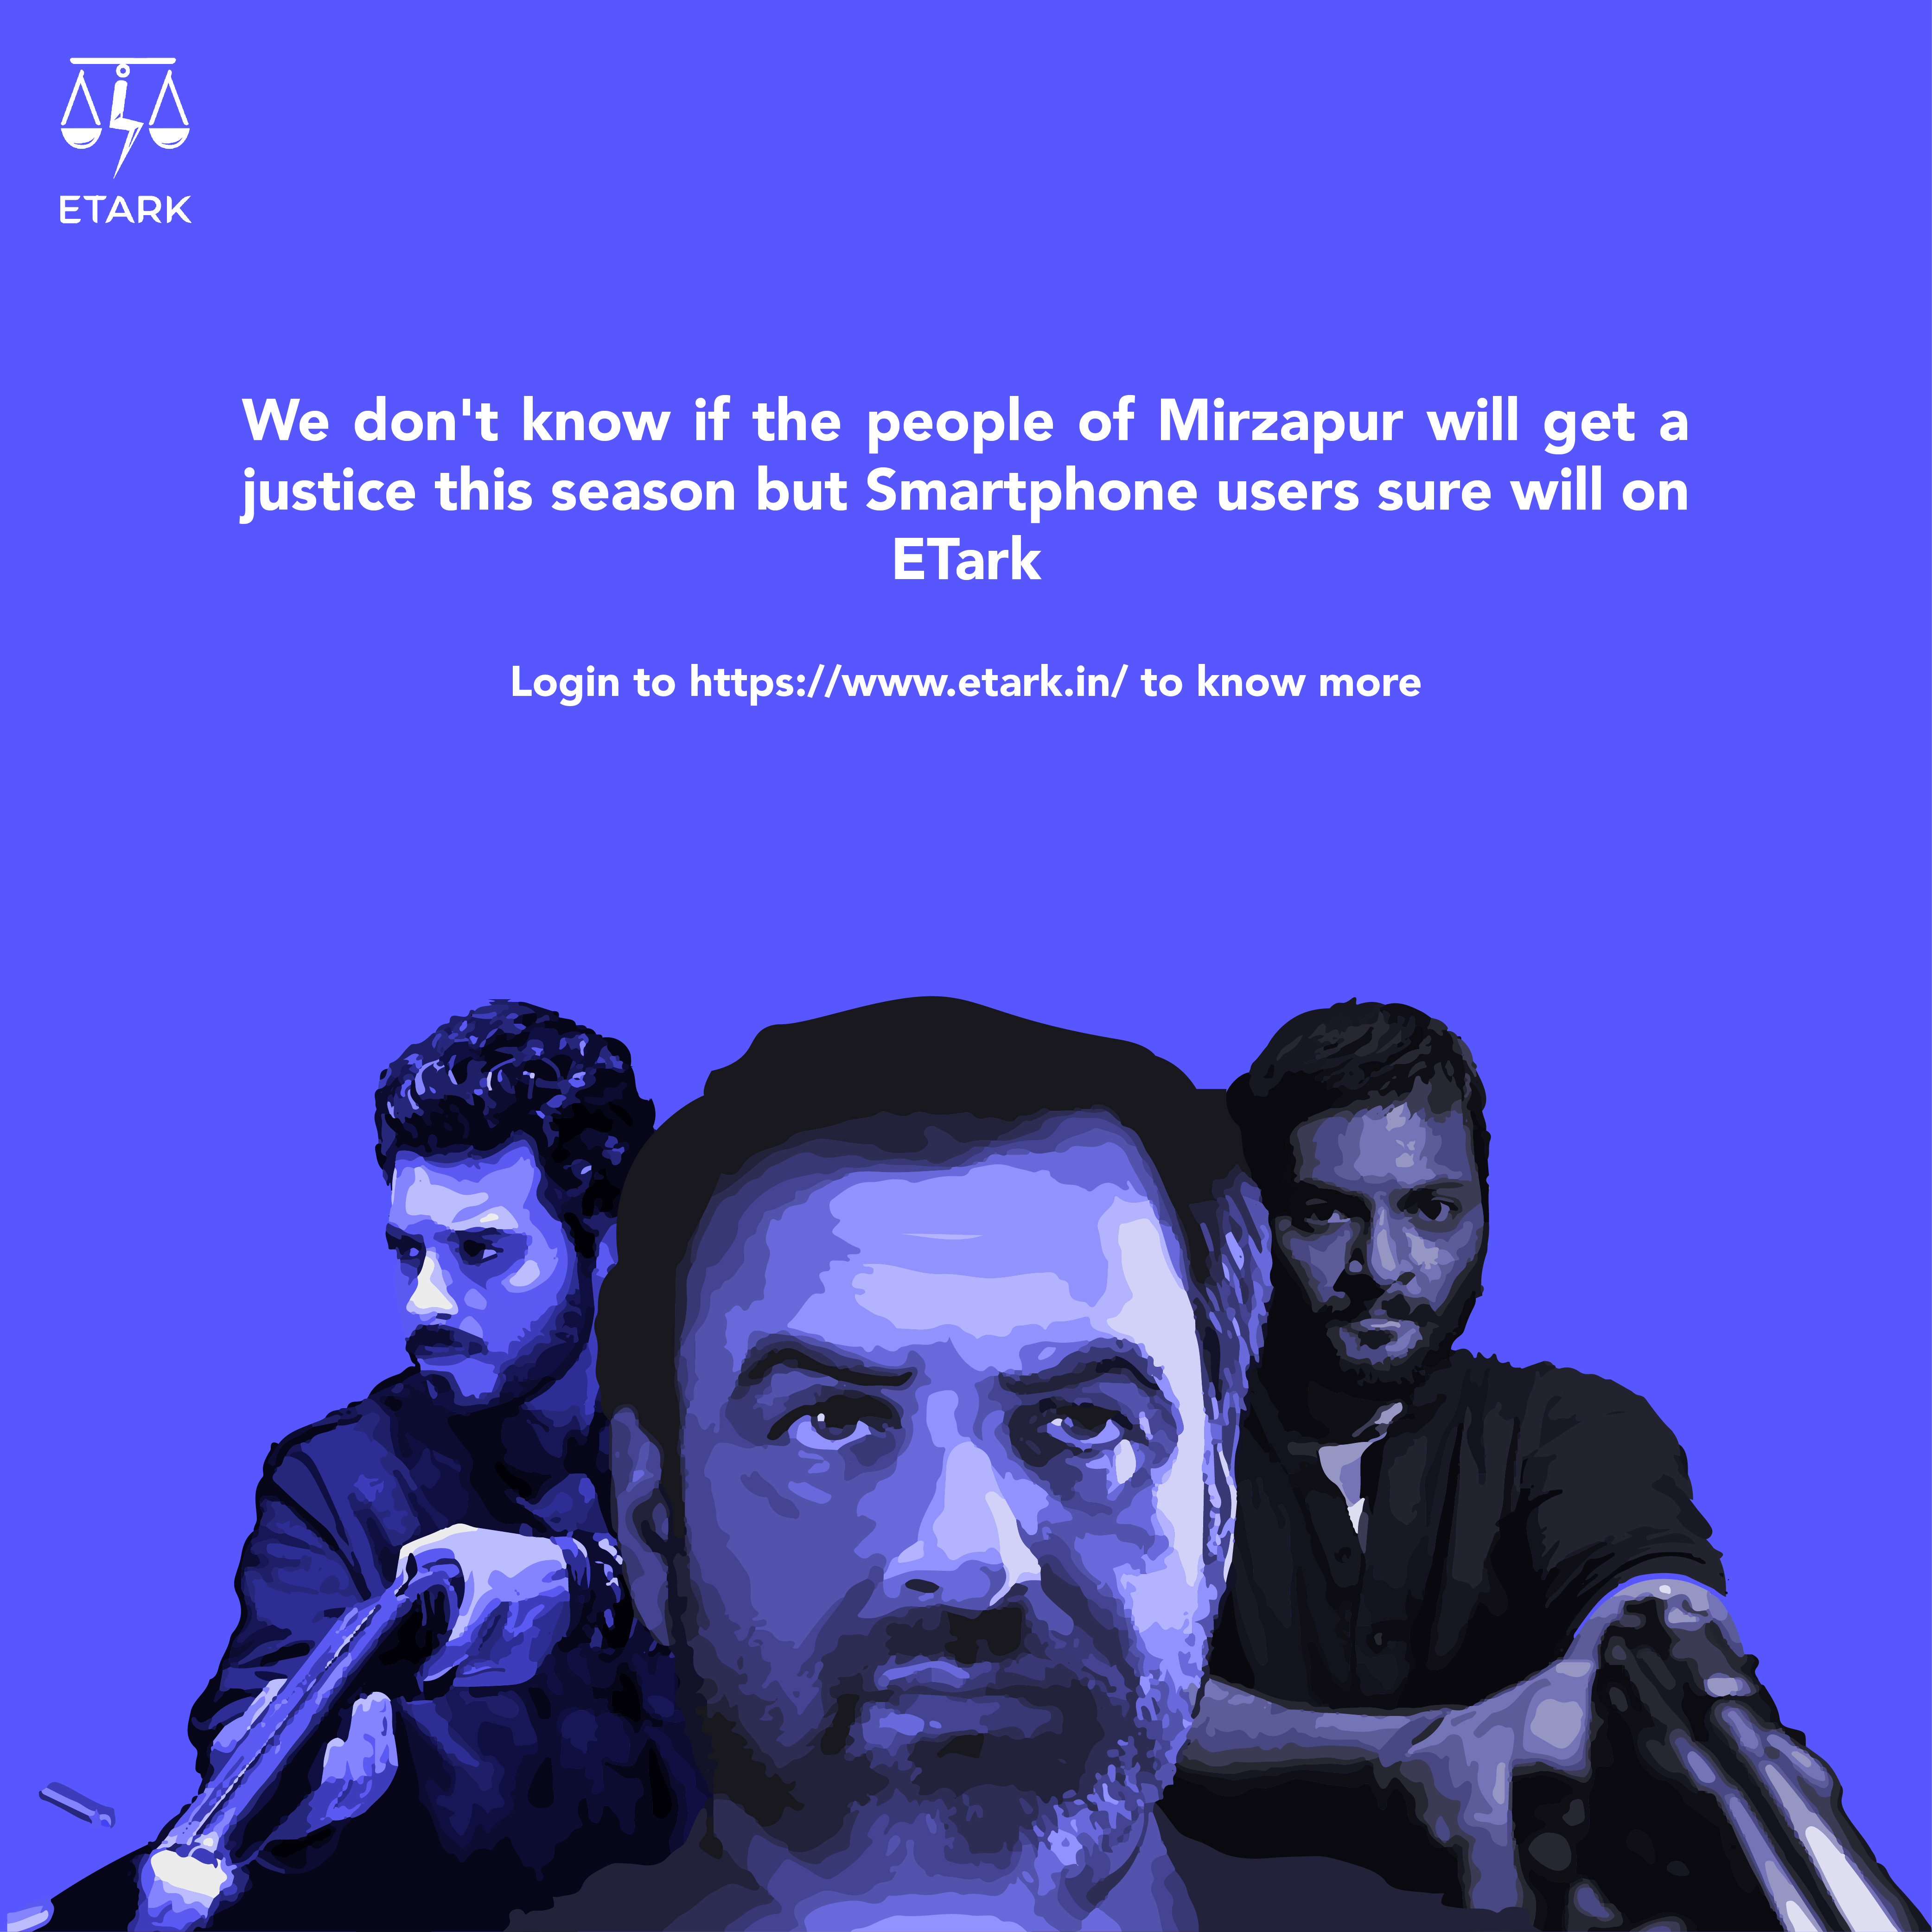 ETARK
We don't know if the people of Mirzapur will get a
justice this season but Smartphone users sure will on
ETark
Login to https://www.etark.in/ to know more